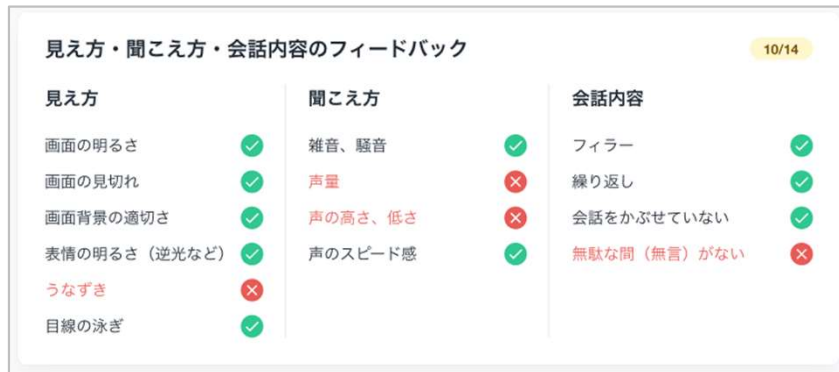 見え方・聞こえ方・会話内容のフィードバック
10/14
見え方
画面の明るさ
画面の見切れ
画面背景の適切さ
表情の明るさ（逆光など）
うなずき
目線の泳ぎ
聞こえ方
雑音、騒音
声量
声の高さ、低さ
声のスピード感
会話内容
フィラー
繰り返し
会話をかぶせていない
無駄な間（無言）がない